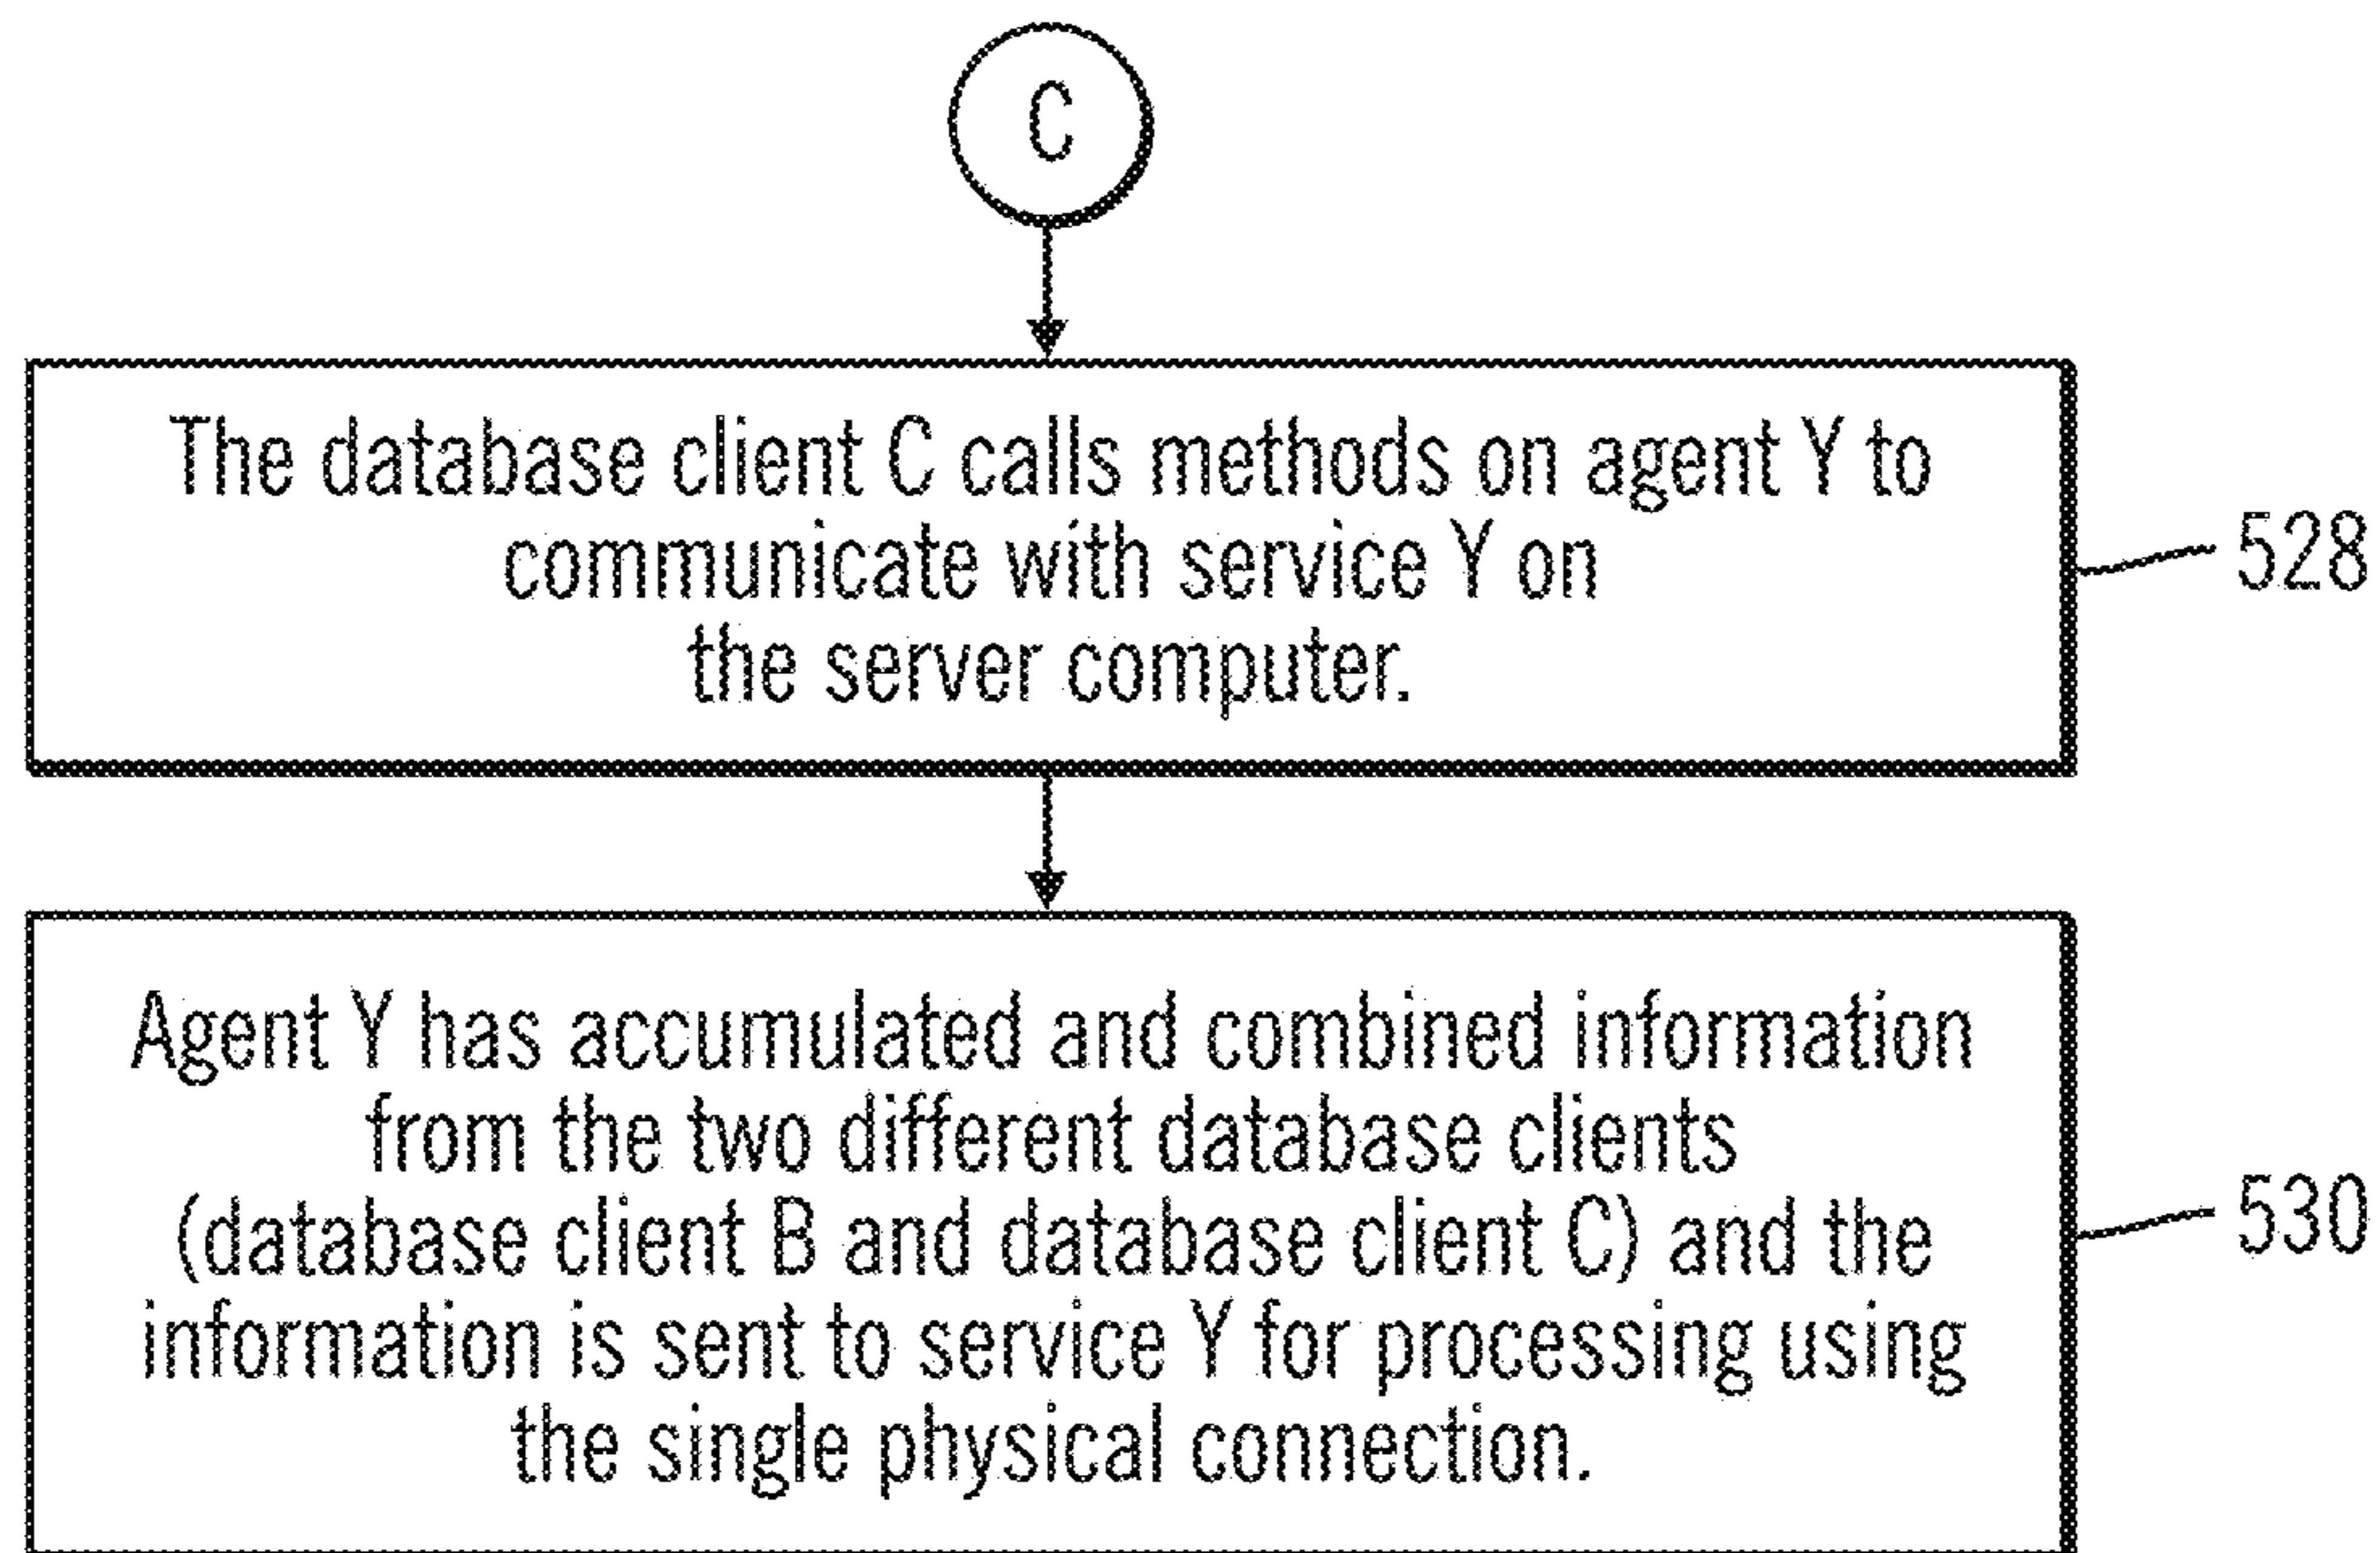 C
The database client C calls methods on agent Y to
communicate with service Y on
the server computer.
528
Agent Y has accumulated and combined information
from the two different database clients
(database client B and database client C) and the
information is sent to service Y for processing using
the single physical connection.
530